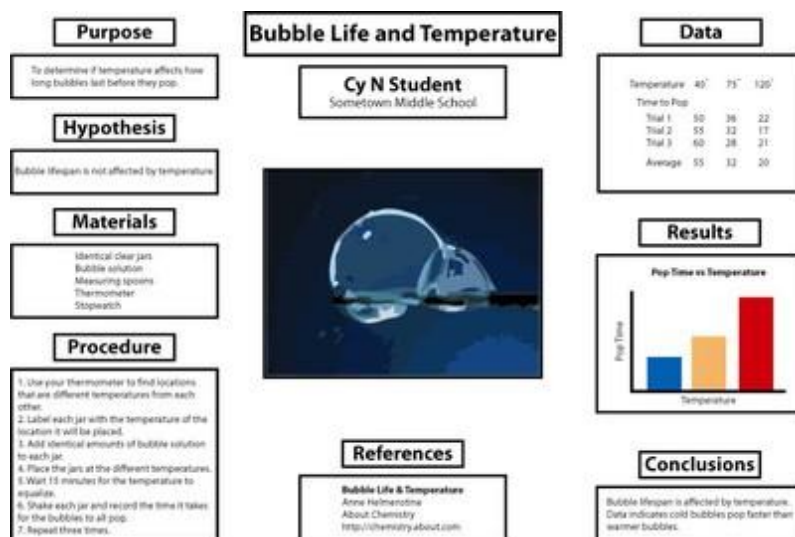 Bubble Life and Temperature
Cy N Student
Sometown Middle School
Purpose
To determine if temperature affects how
long bubbles last before they pop.
Hypothesis
Bubble lifespan is not affected by temperature
Materials
Identical clear jars
Bubble solution
Measuring spoons
Thermometer
Stopwatch
Procedure
1. Use your thermometer to find locations
that are different temperatures from each
other.
2. Label each jar with the temperature of the
location it will be placed.
3. Add identical amounts of bubble solution
to each jar.
4. Place the jars at the different temperatures.
5. Wait 15 minutes for the temperature to
equalize.
6. Shake each jar and record the time it takes
for the bubbles to all pop.
7. Repeat three times.
References
Bubble Life & Temperature
Anne Helmenstine
About Chemistry
http://chemistry.about.com
Data
Temperature 40° 75° 120°
Time to Pop
Trial 1 50 36 22
Trial 2 55 32 17
Trial 3 60 28 21
Average 55 32 20
Results
Pop Time vs Temperature
Pop Time
Temperature
Conclusions
Bubble lifespan is affected by temperature.
Data indicates cold bubbles pop faster than
warmer bubbles.